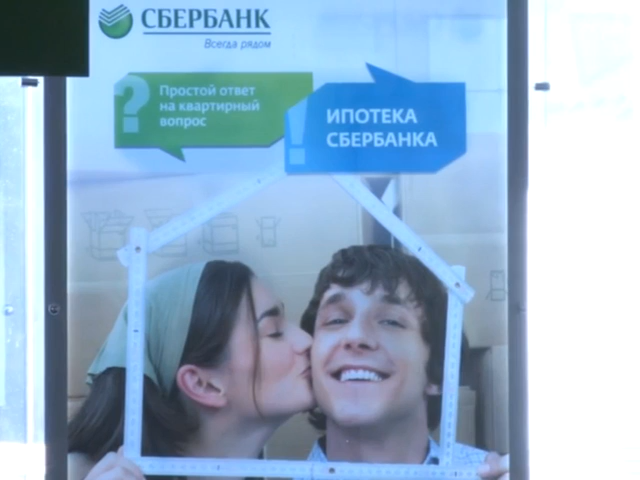 СБЕРБАНК
Всегда рядом
?
Простой ответ
на квартирный
вопрос
!
ИПОТЕКА
СБЕРБАНКА